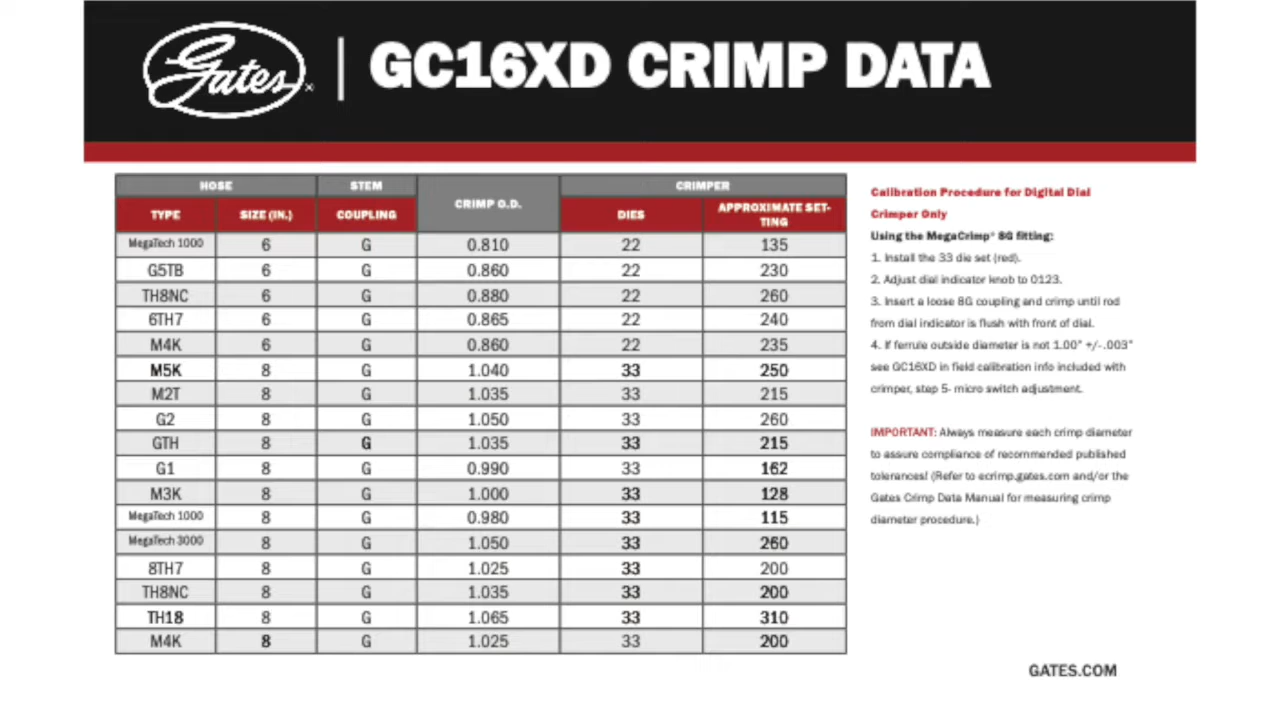 Gates
GC16XD CRIMP DATA
HOSE STEM CRIMP O.D. CRIMPER
TYPE SIZE (IN.) COUPLING DIES APPROXIMATE SET-
TING
MegaTech 1000 6 G 0.810 22 135
G5TB 6 G 0.860 22 230
TH8NC 6 G 0.880 22 260
6TH7 6 G 0.865 22 240
M4K 6 G 0.860 22 235
M5K 8 G 1.040 33 250
M2T 8 G 1.035 33 215
G2 8 G 1.050 33 260
GTH 8 G 1.035 33 215
G1 8 G 0.990 33 162
M3K 8 G 1.000 33 128
MegaTech 1000 8 G 0.980 33 115
MegaTech 3000 8 G 1.050 33 260
8TH7 8 G 1.025 33 200
TH8NC 8 G 1.035 33 200
TH18 8 G 1.065 33 310
M4K 8 G 1.025 33 200
Calibration Procedure for Digital Dial
Crimper Only
Using the MegaCrimp® 8G fitting:
1. Install the 33 die set (red).
2. Adjust dial indicator knob to 0123.
3. Insert a loose 8G coupling and crimp until rod
from dial indicator is flush with front of dial.
4. If ferrule outside diameter is not 1.00" +/-.003"
see GC16XD in field calibration info included with
crimper, step 5- micro switch adjustment.
IMPORTANT: Always measure each crimp diameter
to assure compliance of recommended published
tolerances! (Refer to ecrimp.gates.com and/or the
Gates Crimp Data Manual for measuring crimp
diameter procedure.)
GATES.COM